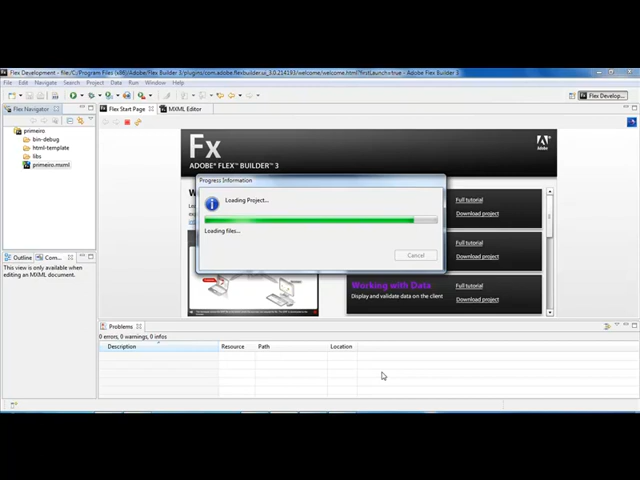 Flex Development - file:/C:/Program Files (x86)/Adobe/Flex Builder 3/plugins/com.adobe.flexbuilder.ui_3.0.214193/welcome/welcome.html?firstLaunch=true - Adobe Flex Builder 3
File Edit Navigate Search Project Data Run Window Help
Flex Develop...
Flex Navigator
Flex Start Page
MXML Editor
primeiro
bin-debug
html-template
libs
primeiro.mxml
Fx
ADOBE® FLEX™ BUILDER™ 3
Adobe
Progress Information
Loading Project...
Loading files...
Cancel
Full tutorial
Download project
Full tutorial
Download project
Working with Data
Display and validate data on the client
Full tutorial
Download project
Outline
Com...
This view is only available when
editing an MXML document.
Problems
0 errors, 0 warnings, 0 infos
Description Resource Path Location